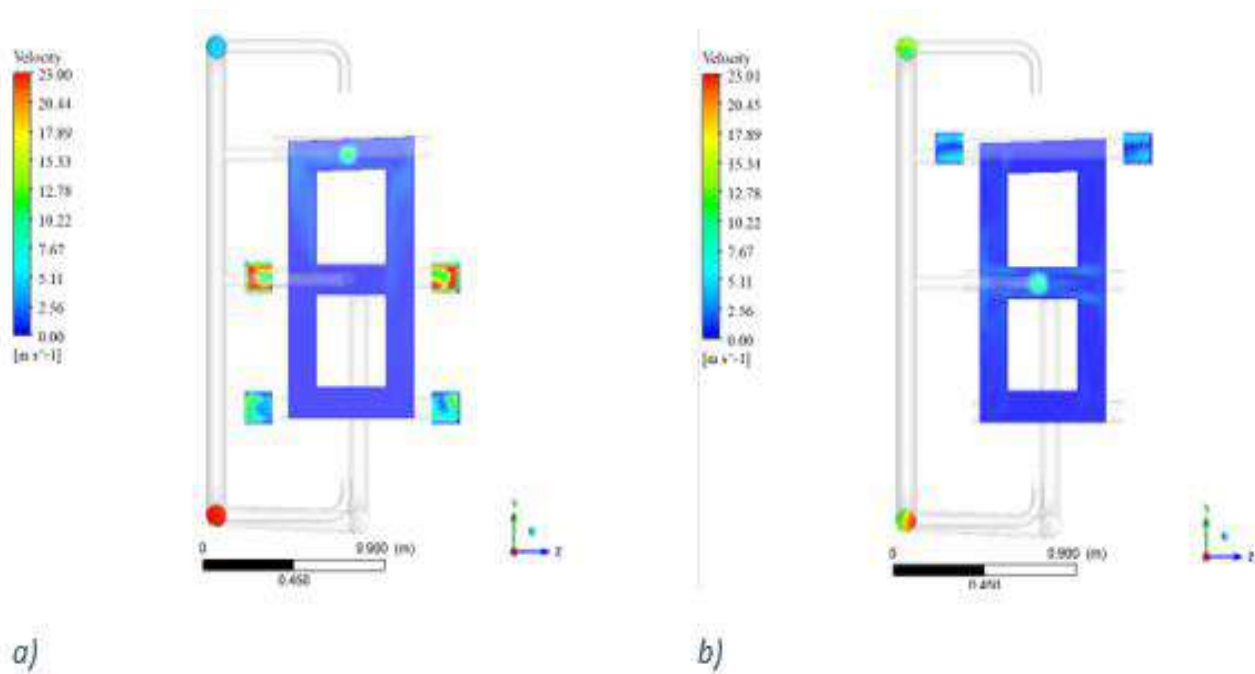 Velocity
23.00
20.44
17.89
15.33
12.78
10.22
7.67
5.11
2.56
0.00
[m s^-1]
0
0.900 (m)
0.450
Y
Z
a)
Velocity
23.01
20.45
17.89
15.34
12.78
10.22
7.67
5.11
2.56
0.00
[m s^-1]
0
0.900 (m)
0.450
Y
Z
b)